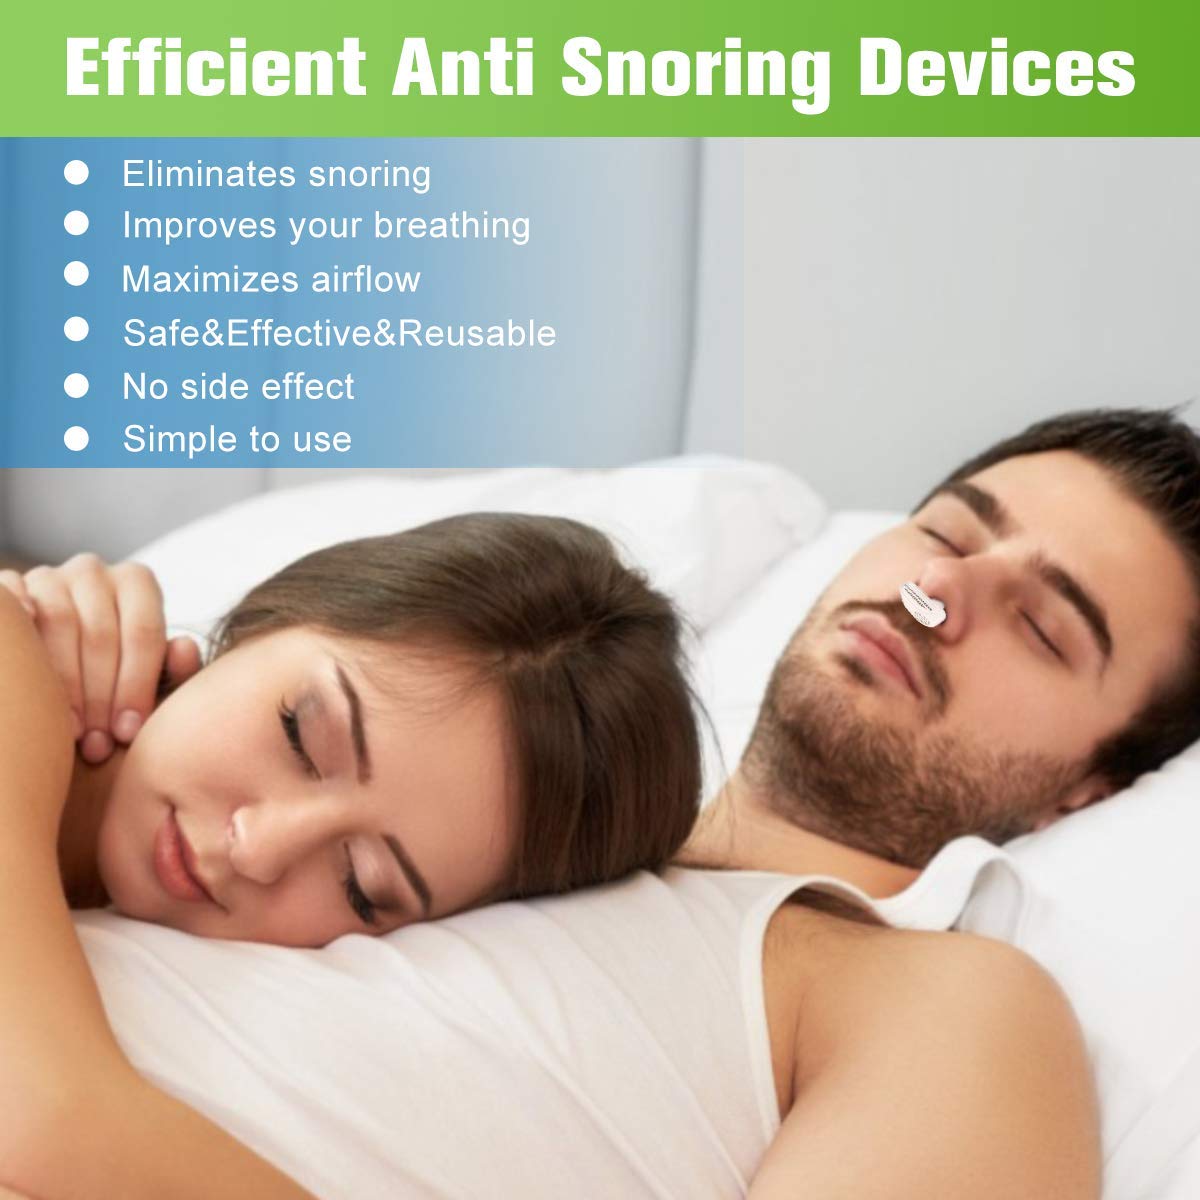 Efficient Anti Snoring Devices
Eliminates snoring
Improves your breathing
Maximizes airflow
Safe&Effective&Reusable
No side effect
Simple to use